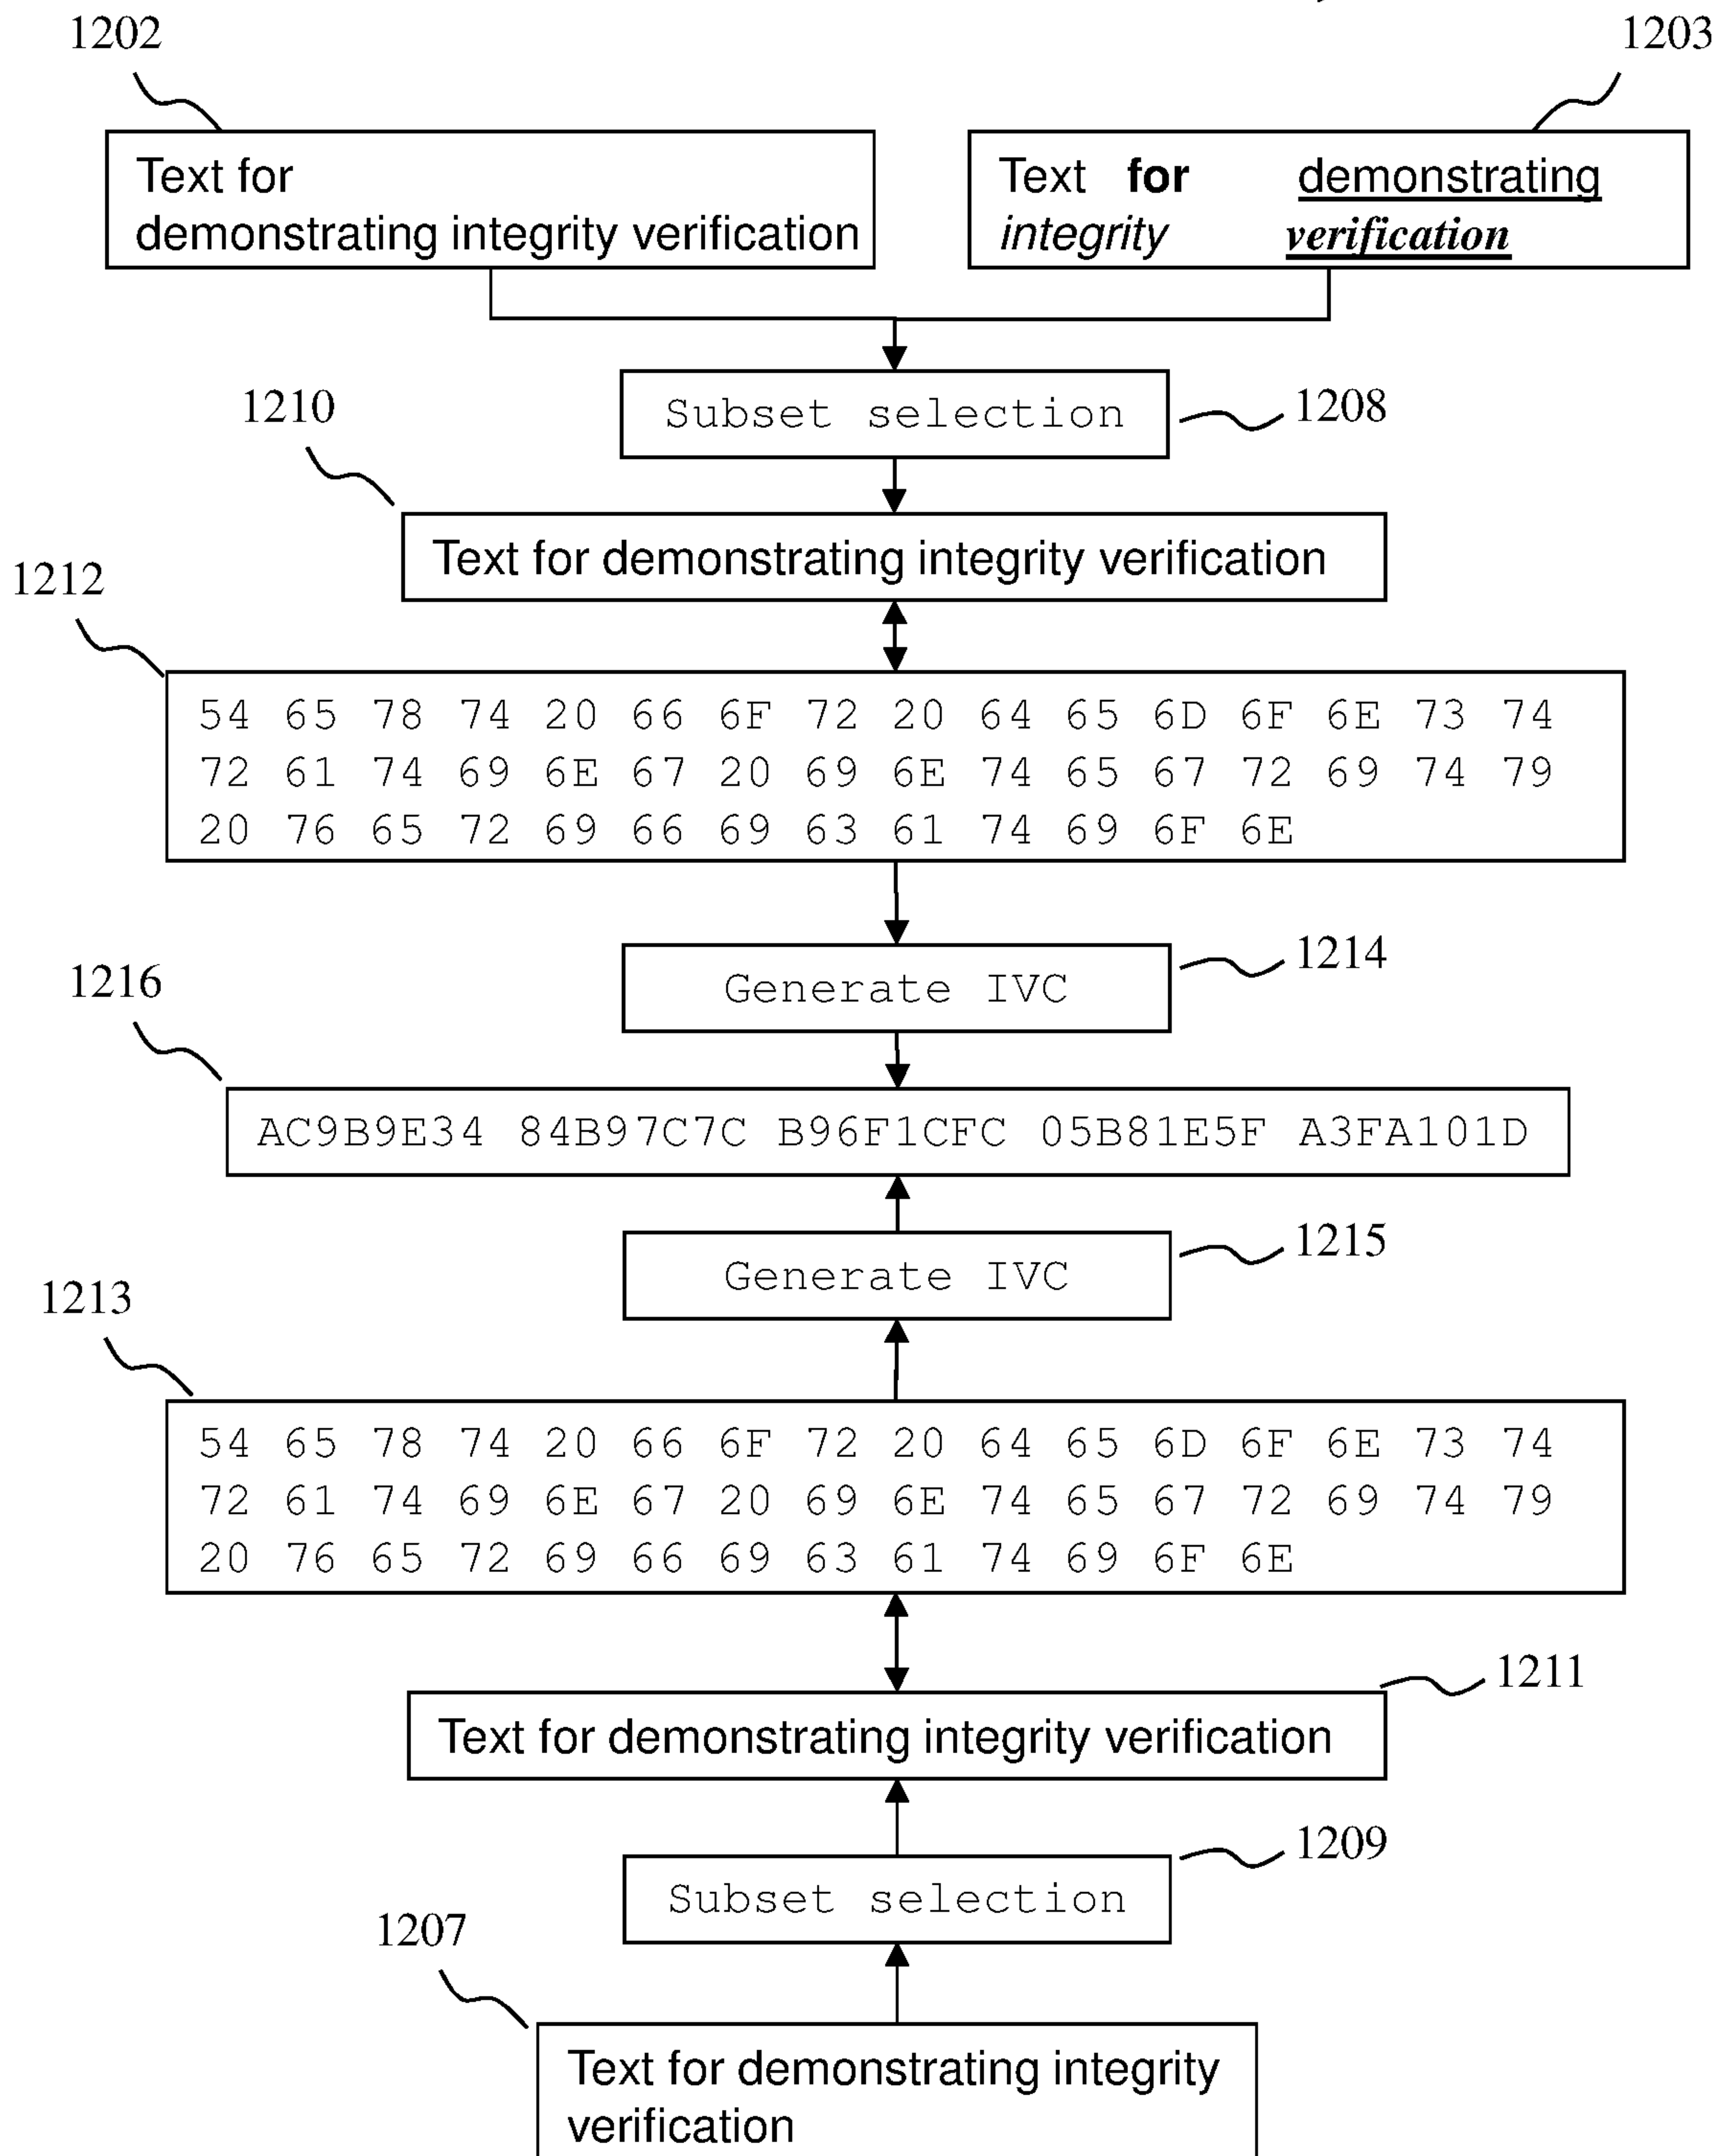 1202
1203
Text for
demonstrating integrity verification
Text for demonstrating
integrity verification
Subset selection
1208
1210
Text for demonstrating integrity verification
1212
54 65 78 74 20 66 6F 72 20 64 65 6D 6F 6E 73 74
72 61 74 69 6E 67 20 69 6E 74 65 67 72 69 74 79
20 76 65 72 69 66 69 63 61 74 69 6F 6E
1214
Generate IVC
1216
AC9B9E34 84B97C7C B96F1CFC 05B81E5F A3FA101D
1215
Generate IVC
1213
54 65 78 74 20 66 6F 72 20 64 65 6D 6F 6E 73 74
72 61 74 69 6E 67 20 69 6E 74 65 67 72 69 74 79
20 76 65 72 69 66 69 63 61 74 69 6F 6E
1211
Text for demonstrating integrity verification
1209
Subset selection
1207
Text for demonstrating integrity
verification